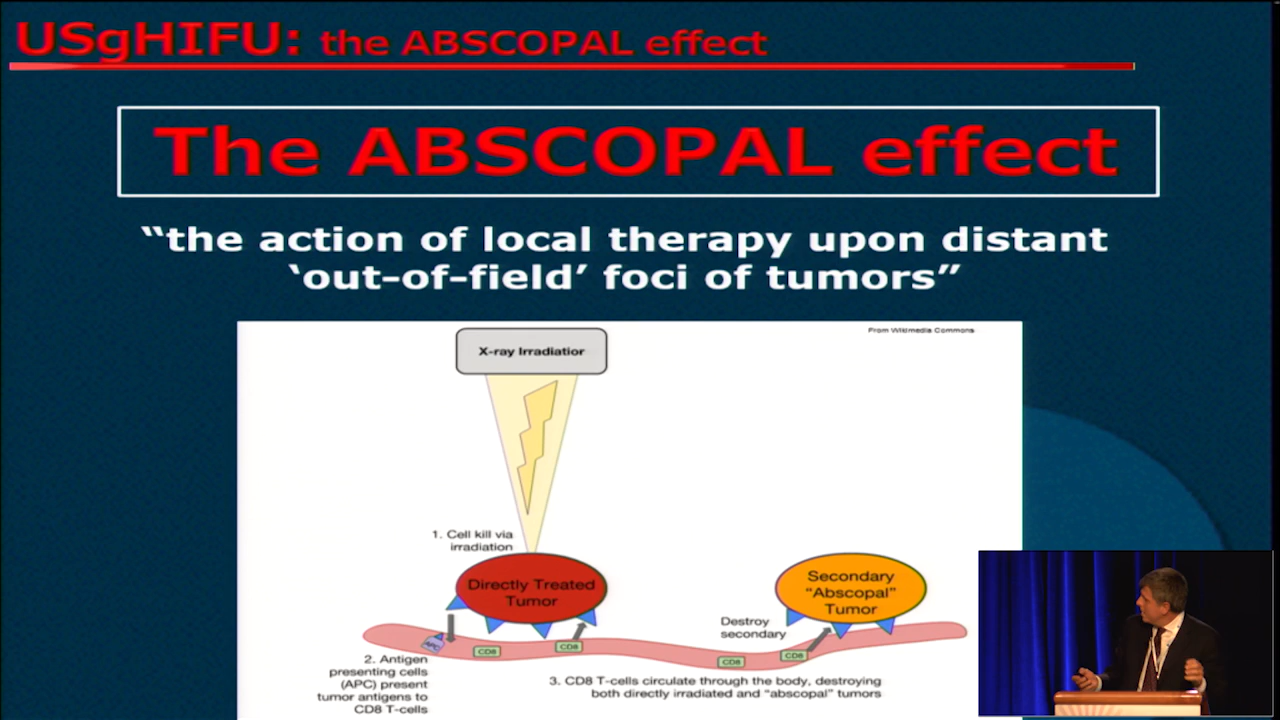 USgHIFU: the ABSCOPAL effect
The ABSCOPAL effect
“the action of local therapy upon distant
‘out-of-field’ foci of tumors”
From Wikimedia Commons
X-ray Irradiatior
1. Cell kill via
irradiation
Directly Treated
Tumor
Secondary
“Abscopal”
Tumor
Destroy
secondary
APC
CD8
CD8
CD8
CD8
2. Antigen
presenting cells
(APC) present
tumor antigens to
CD8 T-cells
3. CD8 T-cells circulate through the body, destroying
both directly irradiated and “abscopal” tumors